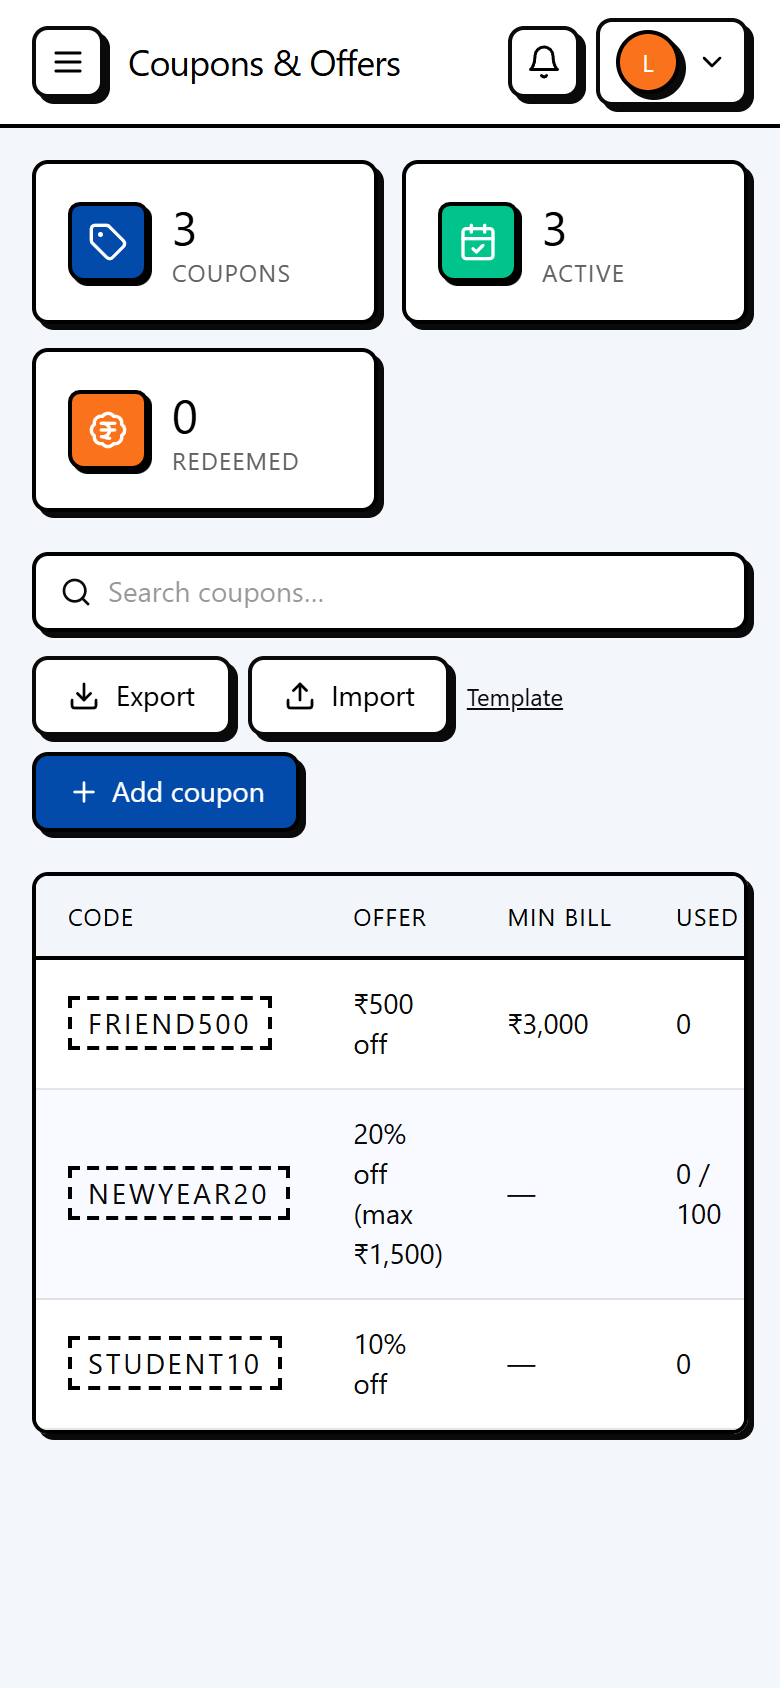 Coupons & Offers
L
3
COUPONS
3
ACTIVE
0
REDEEMED
Search coupons...
Export
Import
Template
Add coupon
CODE OFFER MIN BILL USED
FRIEND500 ₹500 off ₹3,000 0
NEWYEAR20 20% off (max ₹1,500) — 0 / 100
STUDENT10 10% off — 0